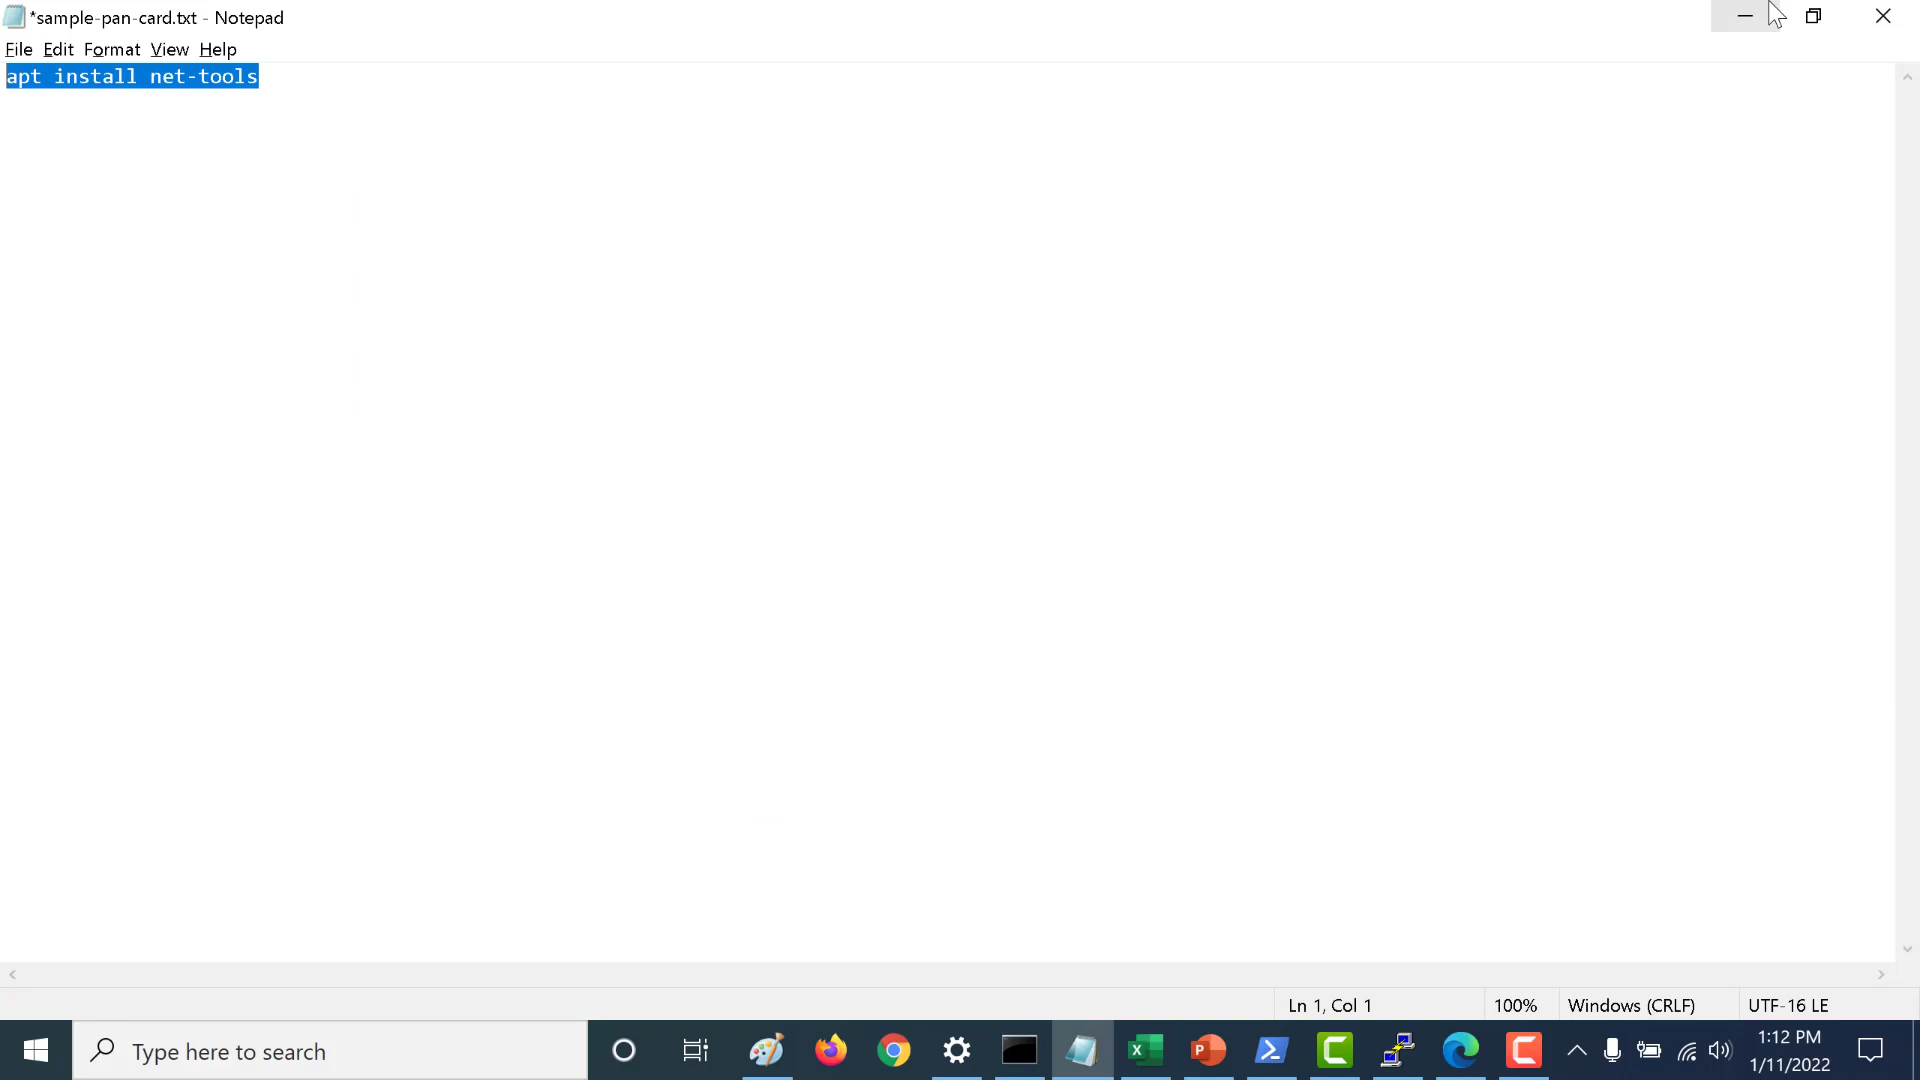 *sample-pan-card.txt - Notepad
File Edit Format View Help
apt install net-tools
Ln 1, Col 1 100% Windows (CRLF) UTF-16 LE
Type here to search
1:12 PM
1/11/2022